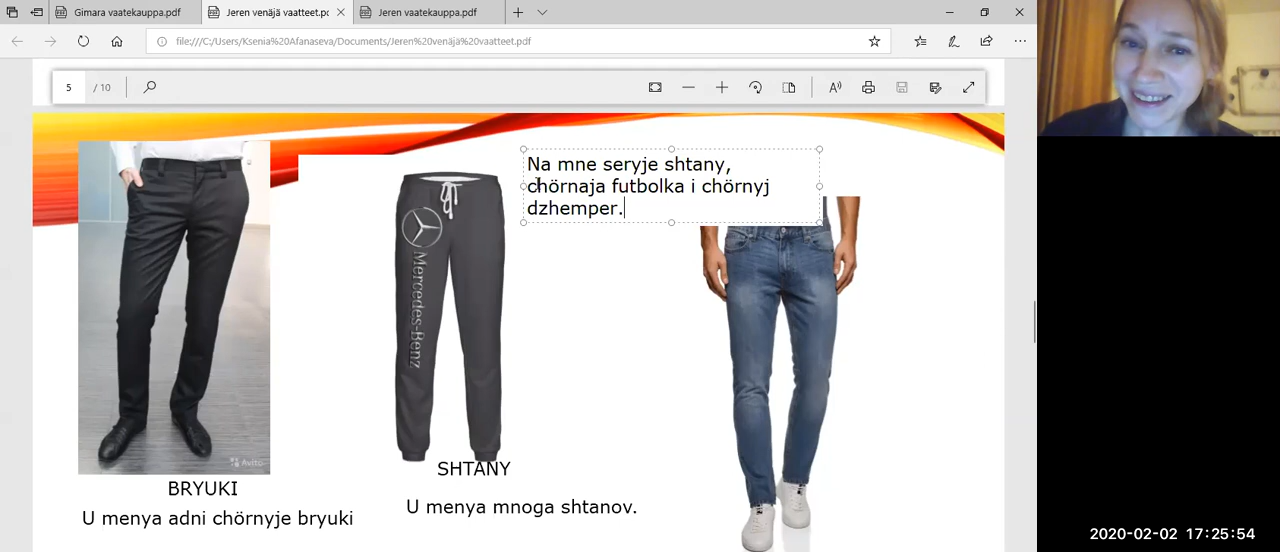 Gimara vaatekauppa.pdf
Jeren venäjä vaatteet.pd
Jeren vaatekauppa.pdf
file:///C:/Users/Ksenia%20Afanaseva/Documents/Jeren%20venäjä%20vaatteet.pdf
5 / 10
Na mne seryje shtany,
chörnaja futbolka i chörnyj
dzhemper.
Mercedes-Benz
Avito
SHTANY
BRYUKI
U menya mnoga shtanov.
U menya adni chörnyje bryuki
2020-02-02 17:25:54